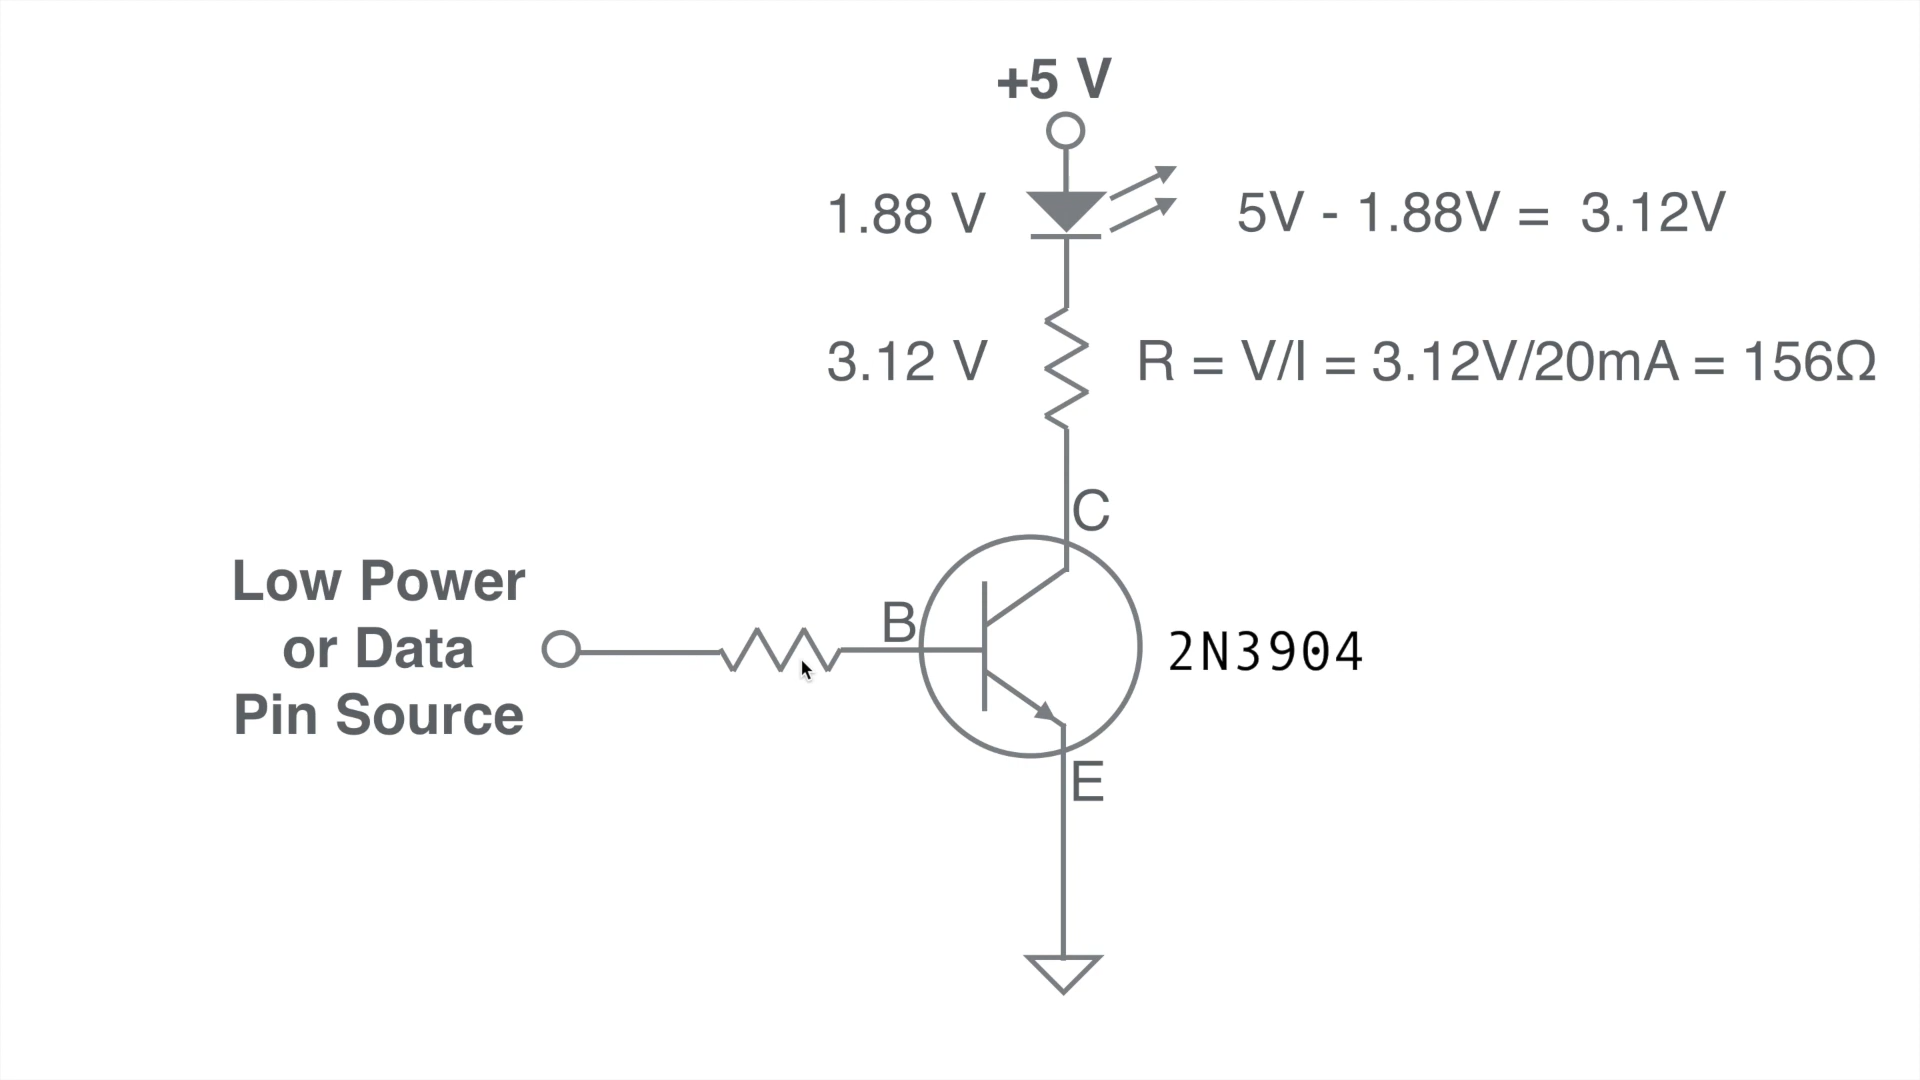 +5 V
1.88 V
5V - 1.88V = 3.12V
3.12 V
R = V/I = 3.12V/20mA = 156Ω
C
Low Power
or Data
Pin Source
B
2N3904
E